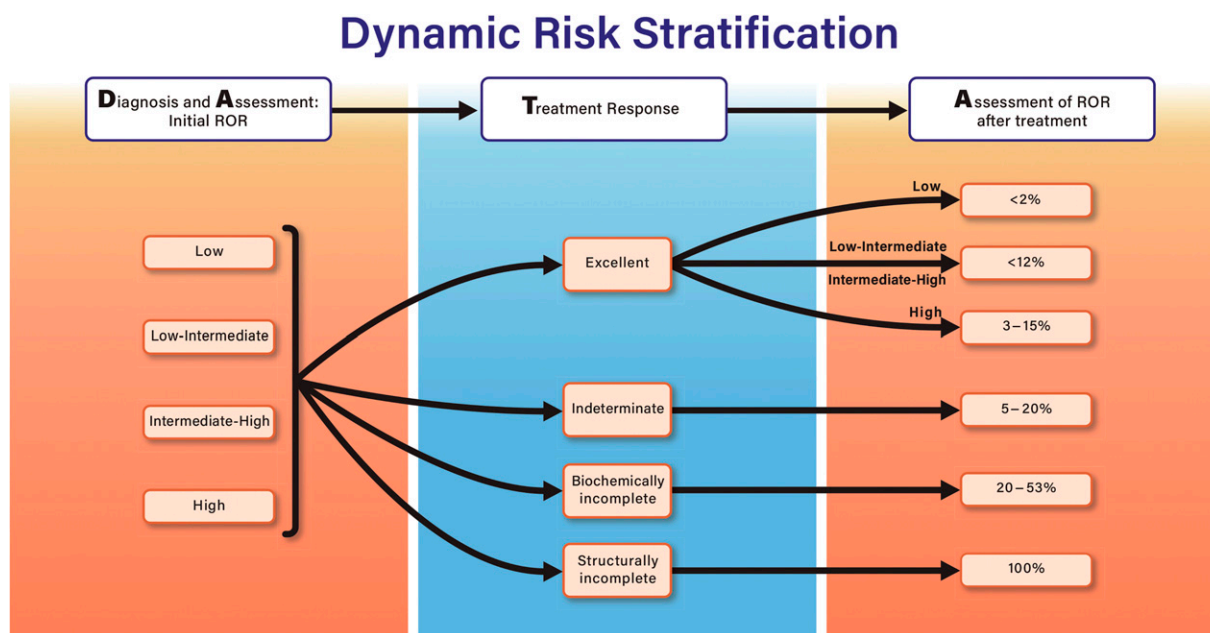 Dynamic Risk Stratification
Diagnosis and Assessment:
Initial ROR
Treatment Response
Assessment of ROR
after treatment
Low
Low-Intermediate
Intermediate-High
High
Excellent
Indeterminate
Biochemically
incomplete
Structurally
incomplete
Low
<2%
Low-Intermediate
<12%
Intermediate-High
High
3–15%
5–20%
20–53%
100%